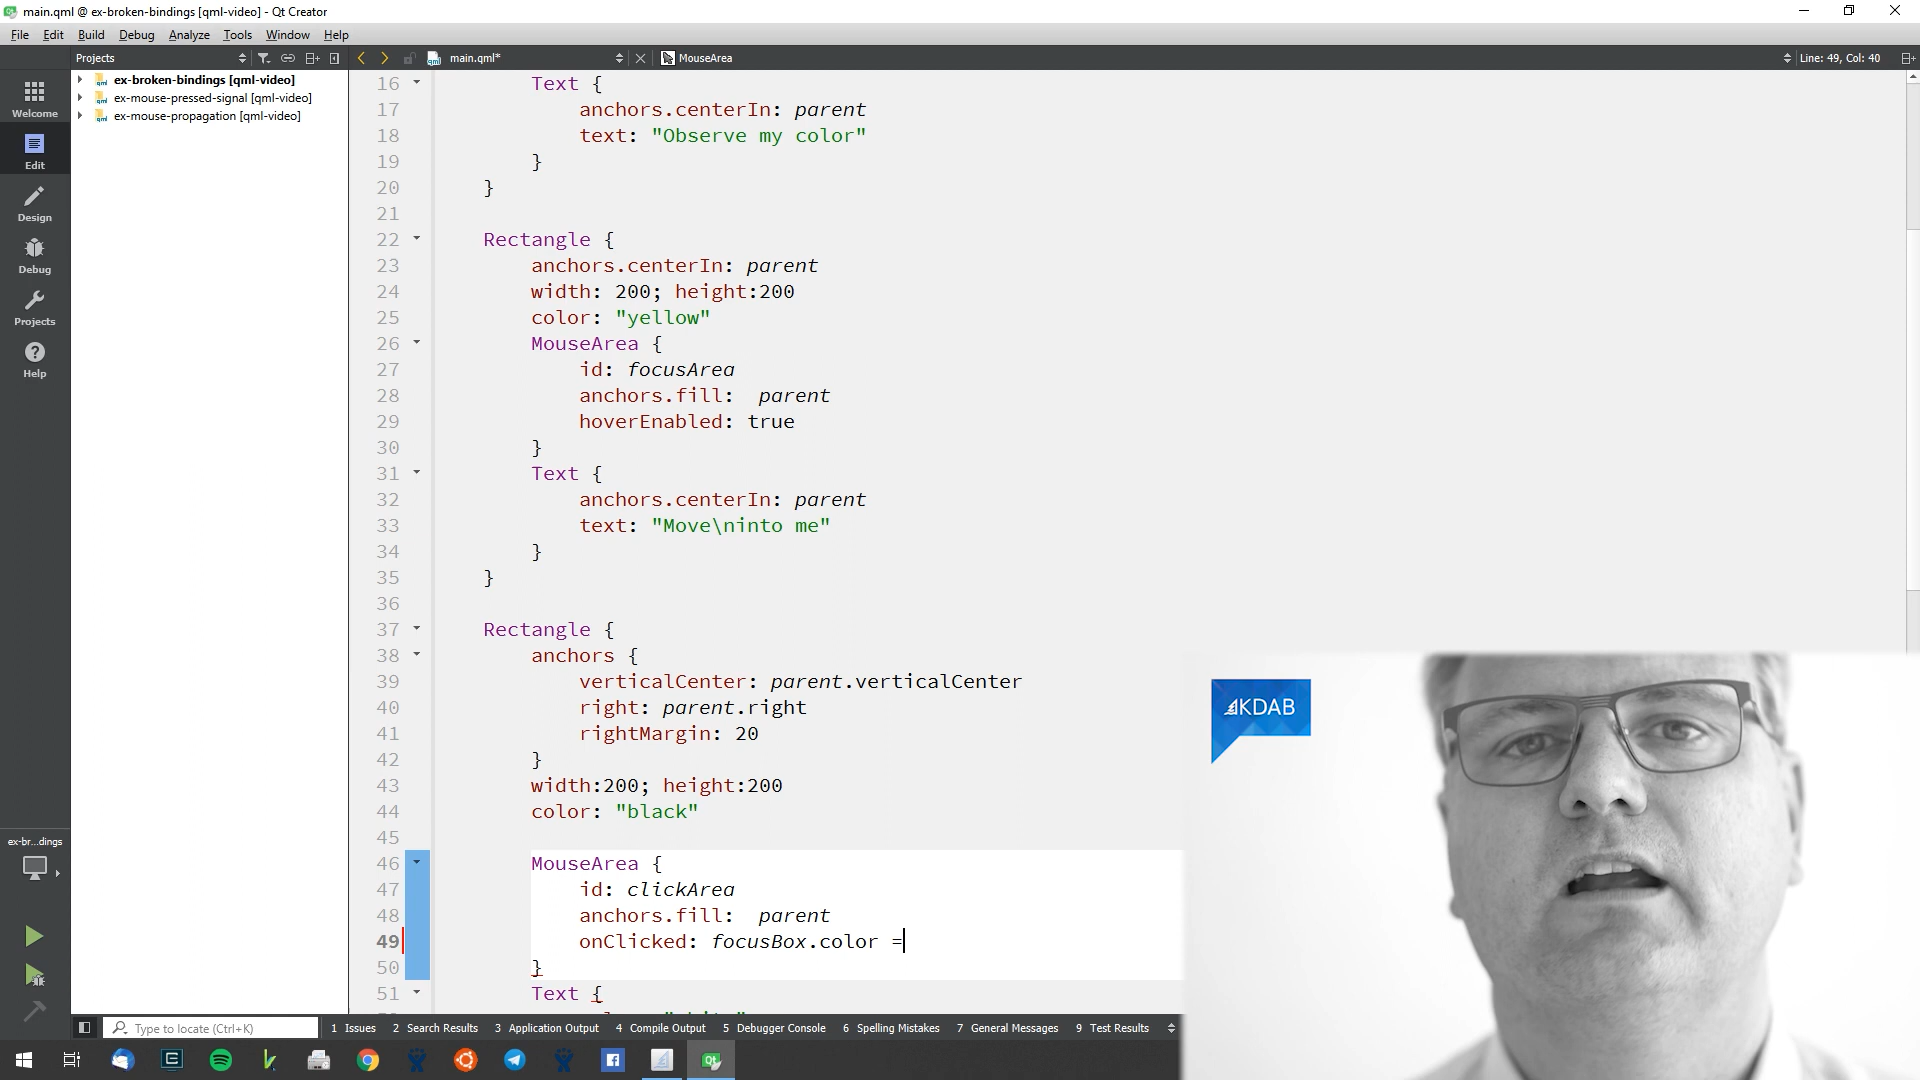 main.qml @ ex-broken-bindings [qml-video] - Qt Creator
File Edit Build Debug Analyze Tools Window Help
Projects
main.qml*
MouseArea
Line: 49, Col: 40
Welcome
Edit
Design
Debug
Projects
Help
ex-br...dings
ex-broken-bindings [qml-video]
ex-mouse-pressed-signal [qml-video]
ex-mouse-propagation [qml-video]
16 Text {
17 anchors.centerIn: parent
18 text: "Observe my color"
19 }
20 }
21
22 Rectangle {
23 anchors.centerIn: parent
24 width: 200; height:200
25 color: "yellow"
26 MouseArea {
27 id: focusArea
28 anchors.fill:  parent
29 hoverEnabled: true
30 }
31 Text {
32 anchors.centerIn: parent
33 text: "Move\ninto me"
34 }
35 }
36
37 Rectangle {
38 anchors {
39 verticalCenter: parent.verticalCenter
40 right: parent.right
41 rightMargin: 20
42 }
43 width:200; height:200
44 color: "black"
45
46 MouseArea {
47 id: clickArea
48 anchors.fill:  parent
49 onClicked: focusBox.color =
50 }
51 Text {
KDAB
Type to locate (Ctrl+K)
1 Issues 2 Search Results 3 Application Output 4 Compile Output 5 Debugger Console 6 Spelling Mistakes 7 General Messages 9 Test Results